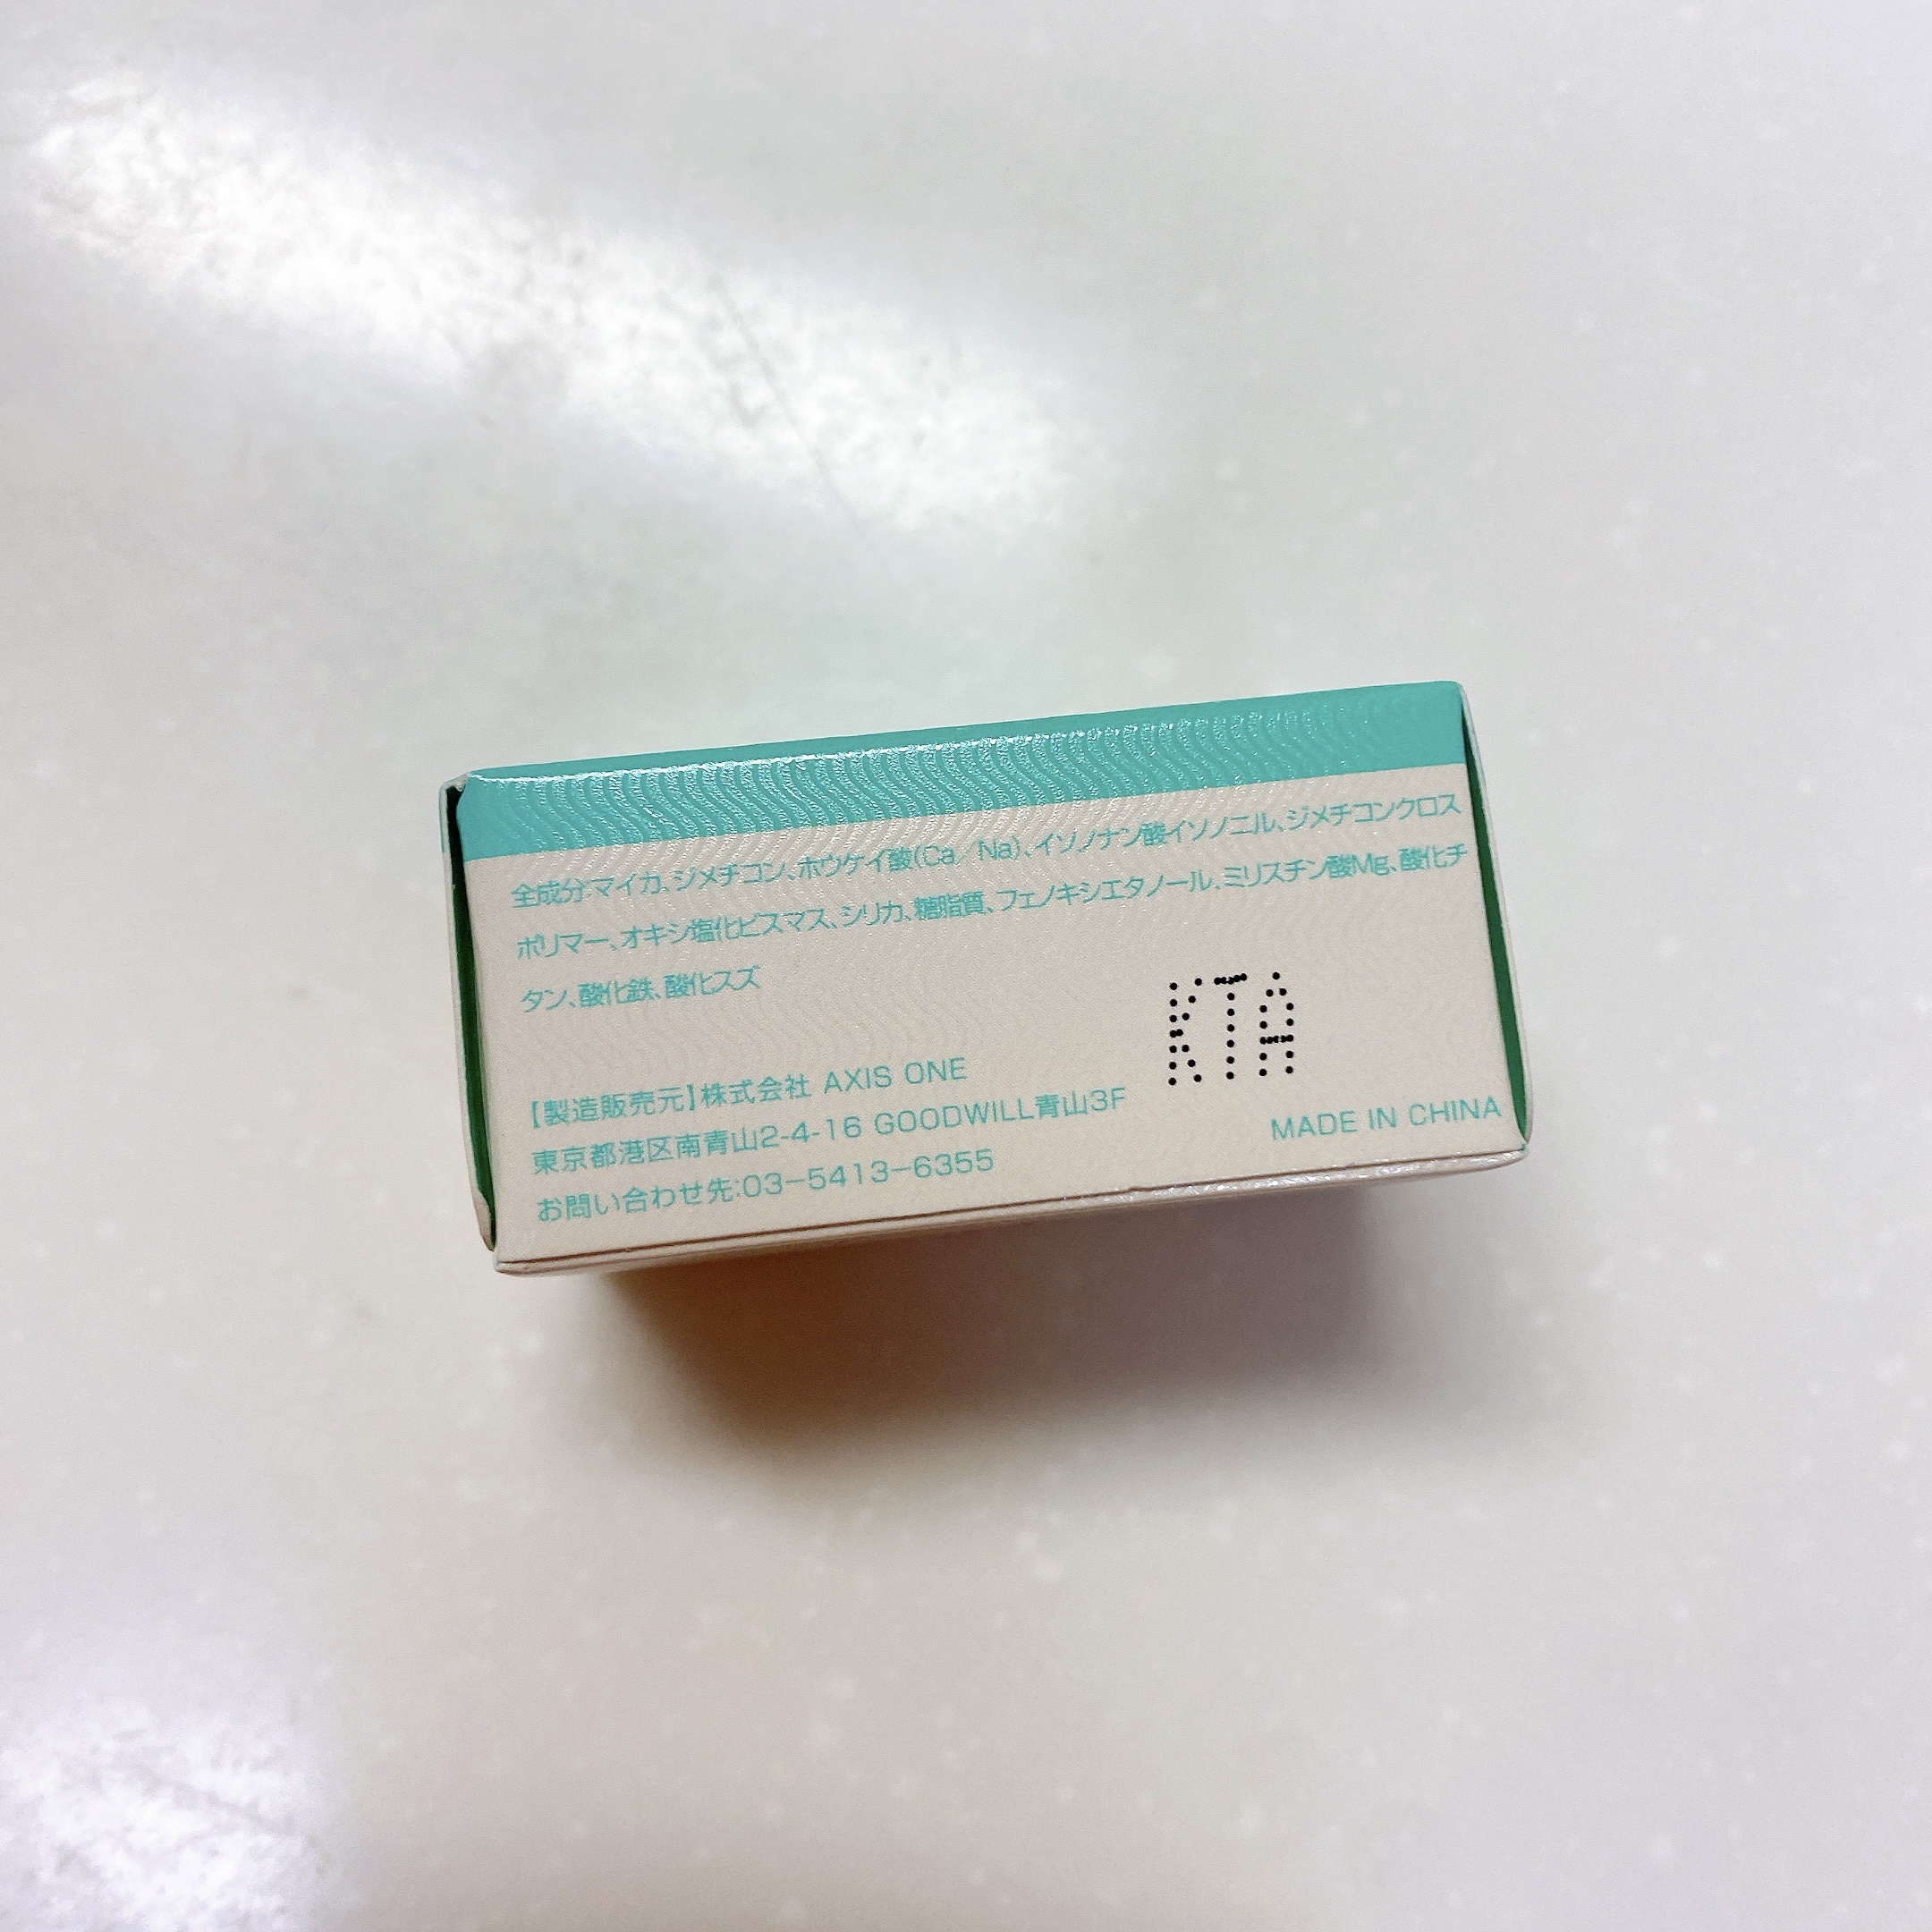 全成分:マイカ、ジメチコン、ホウケイ酸(Ca／Na)、イソノナン酸イソノニル、ジメチコンクロス
ポリマー、オキシ塩化ビスマス、シリカ、糖脂質、フェノキシエタノール、ミリスチン酸Mg、酸化チ
タン、酸化鉄、酸化スズ
KTA
【製造販売元】株式会社 AXIS ONE
東京都港区南青山2-4-16 GOODWILL青山3F
お問い合わせ先:03−5413−6355
MADE IN CHINA